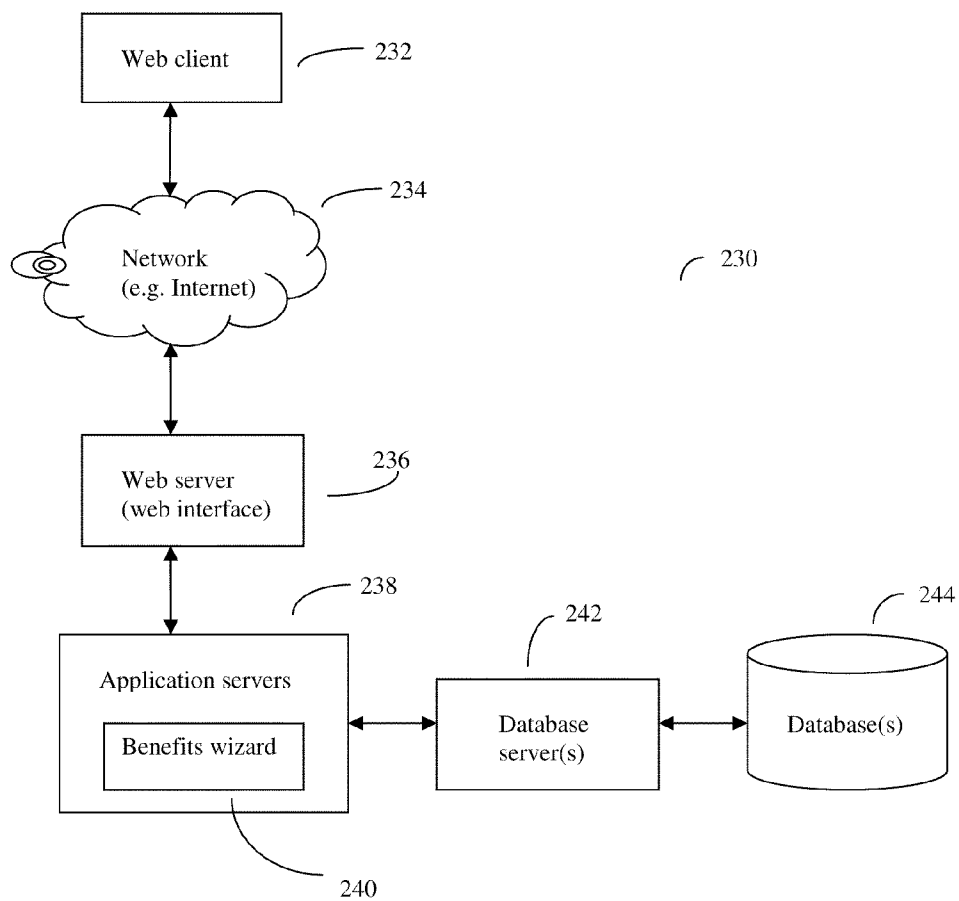 Web client
232
234
Network
(e.g. Internet)
230
Web server
(web interface)
236
238
Application servers
Benefits wizard
240
242
Database
server(s)
244
Database(s)